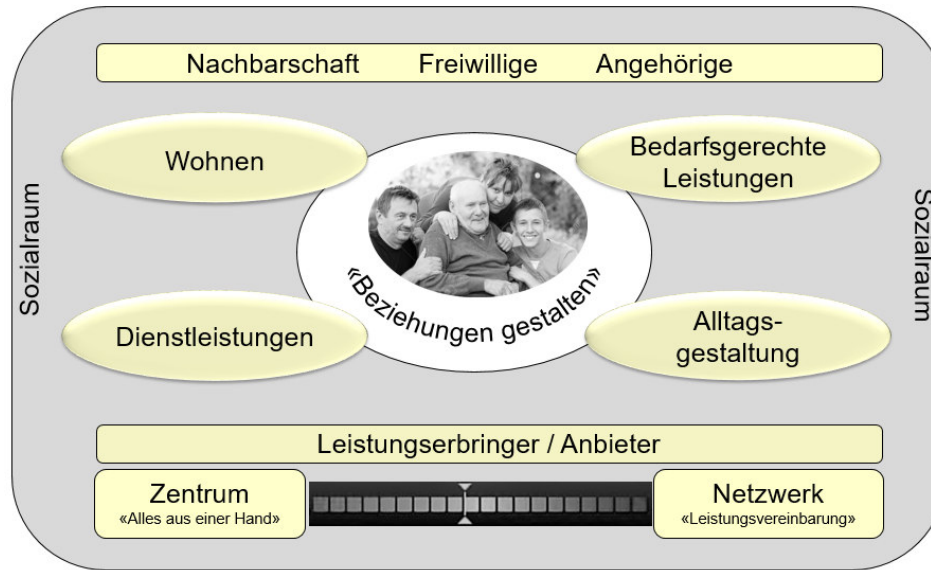 Nachbarschaft Freiwillige Angehörige
Sozialraum
Wohnen
Bedarfsgerechte
Leistungen
Sozialraum
«Beziehungen gestalten»
Dienstleistungen
Alltags-
gestaltung
Leistungserbringer / Anbieter
Zentrum
«Alles aus einer Hand»
Netzwerk
«Leistungsvereinbarung»